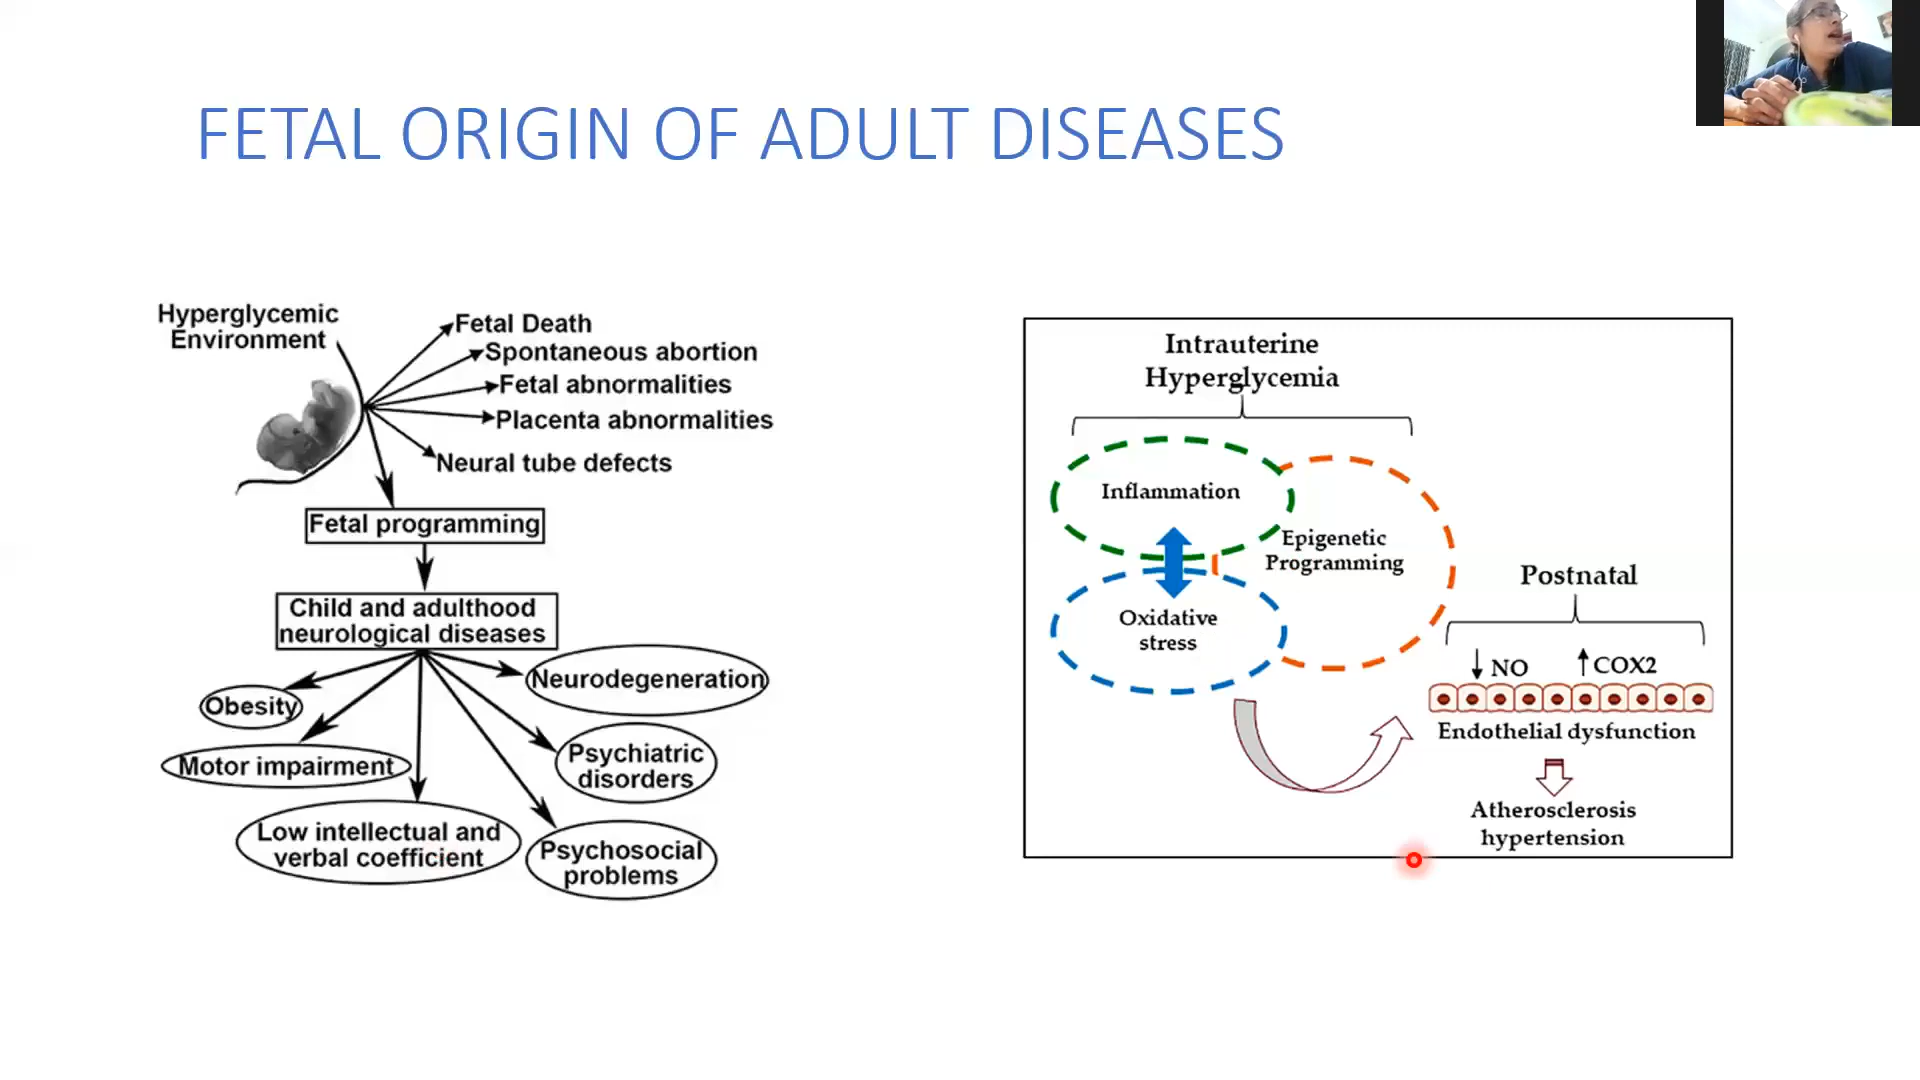 FETAL ORIGIN OF ADULT DISEASES
Hyperglycemic
Environment
Fetal Death
Spontaneous abortion
Fetal abnormalities
Placenta abnormalities
Neural tube defects
Fetal programming
Child and adulthood
neurological diseases
Obesity
Neurodegeneration
Motor impairment
Psychiatric
disorders
Low intellectual and
verbal coefficient
Psychosocial
problems
Intrauterine
Hyperglycemia
Inflammation
Epigenetic
Programming
Oxidative
stress
Postnatal
NO
COX2
Endothelial dysfunction
Atherosclerosis
hypertension